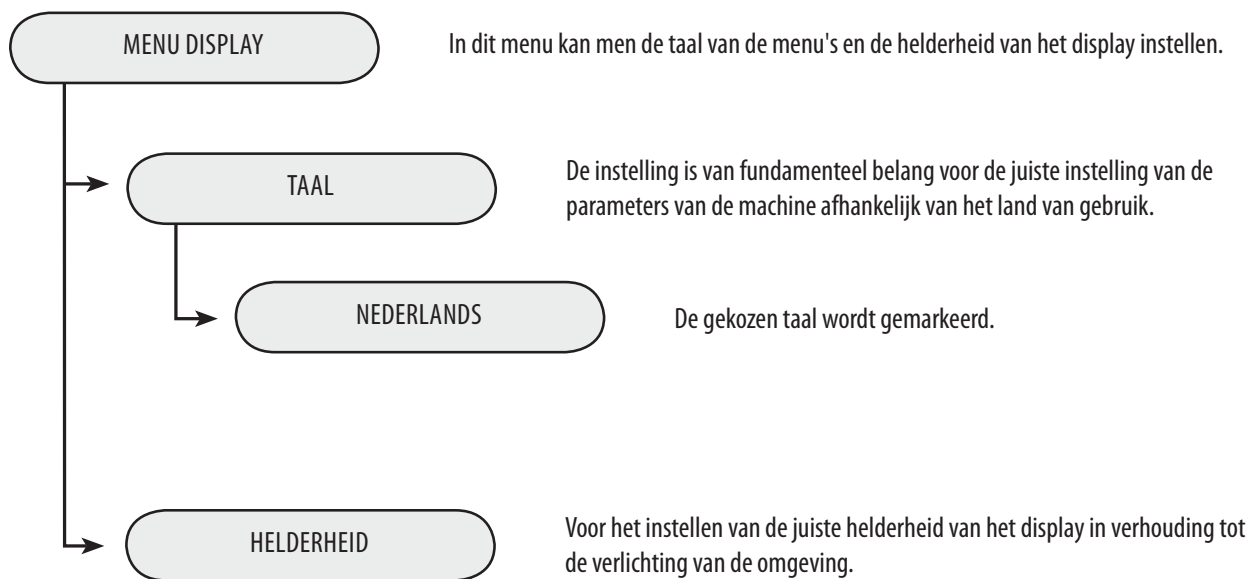 MENU DISPLAY
In dit menu kan men de taal van de menu's en de helderheid van het display instellen.
TAAL
De instelling is van fundamenteel belang voor de juiste instelling van de
parameters van de machine afhankelijk van het land van gebruik.
NEDERLANDS
De gekozen taal wordt gemarkeerd.
HELDERHEID
Voor het instellen van de juiste helderheid van het display in verhouding tot
de verlichting van de omgeving.